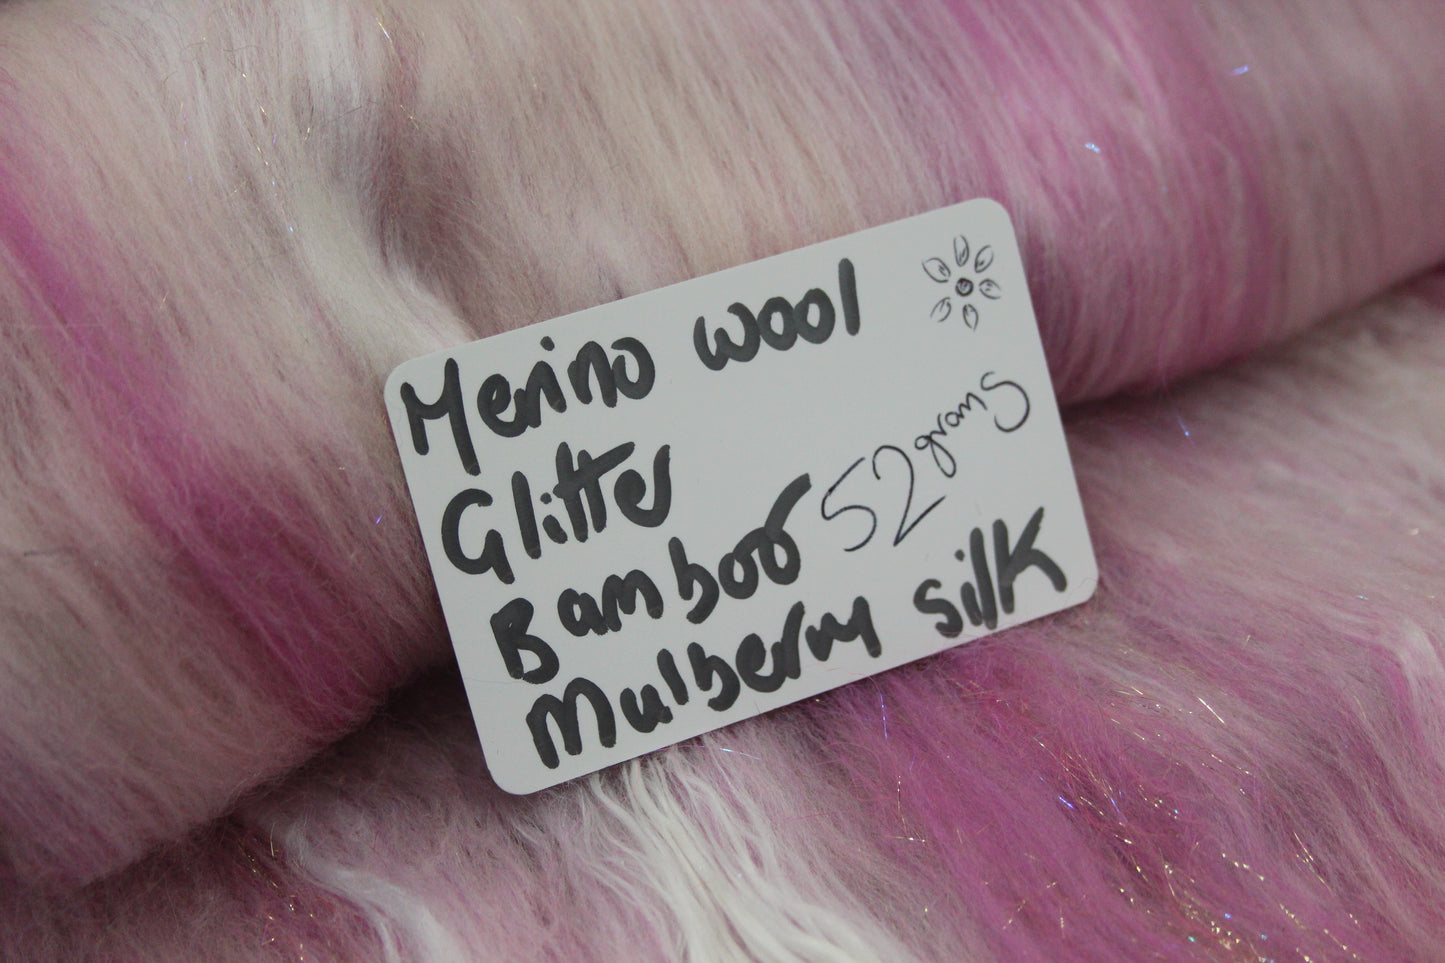 Merino wool
Glitter
Bamboo
52 grams
Mulberry silk